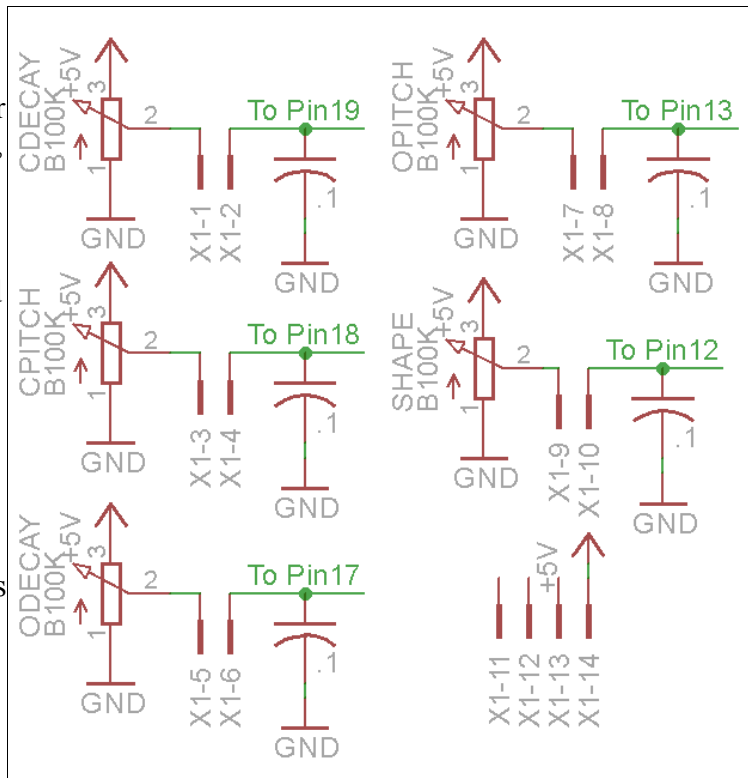 CDECAY
B100K
+5V
3
2
1
To Pin19
X1-1
X1-2
.1
GND
GND
OPITCH
B100K
+5V
3
2
1
To Pin13
X1-7
X1-8
.1
GND
GND
CPITCH
B100K
+5V
3
2
1
To Pin18
X1-3
X1-4
.1
GND
GND
SHAPE
B100K
+5V
3
2
1
To Pin12
X1-9
X1-10
.1
GND
GND
ODECAY
B100K
+5V
3
2
1
To Pin17
X1-5
X1-6
.1
GND
GND
+5V
X1-11
X1-12
X1-13
X1-14
r
s